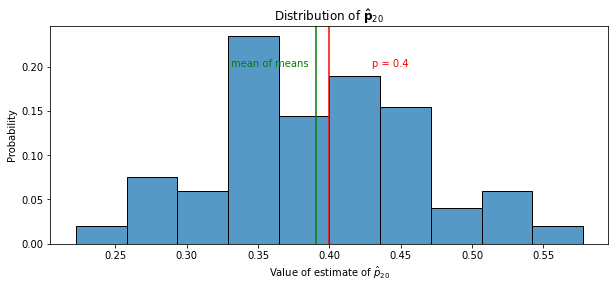 Distribution of p̂₂₀
Probability
0.20
0.15
0.10
0.05
0.00
mean of means
p = 0.4
0.25
0.30
0.35
0.40
0.45
0.50
0.55
Value of estimate of p̂₂₀